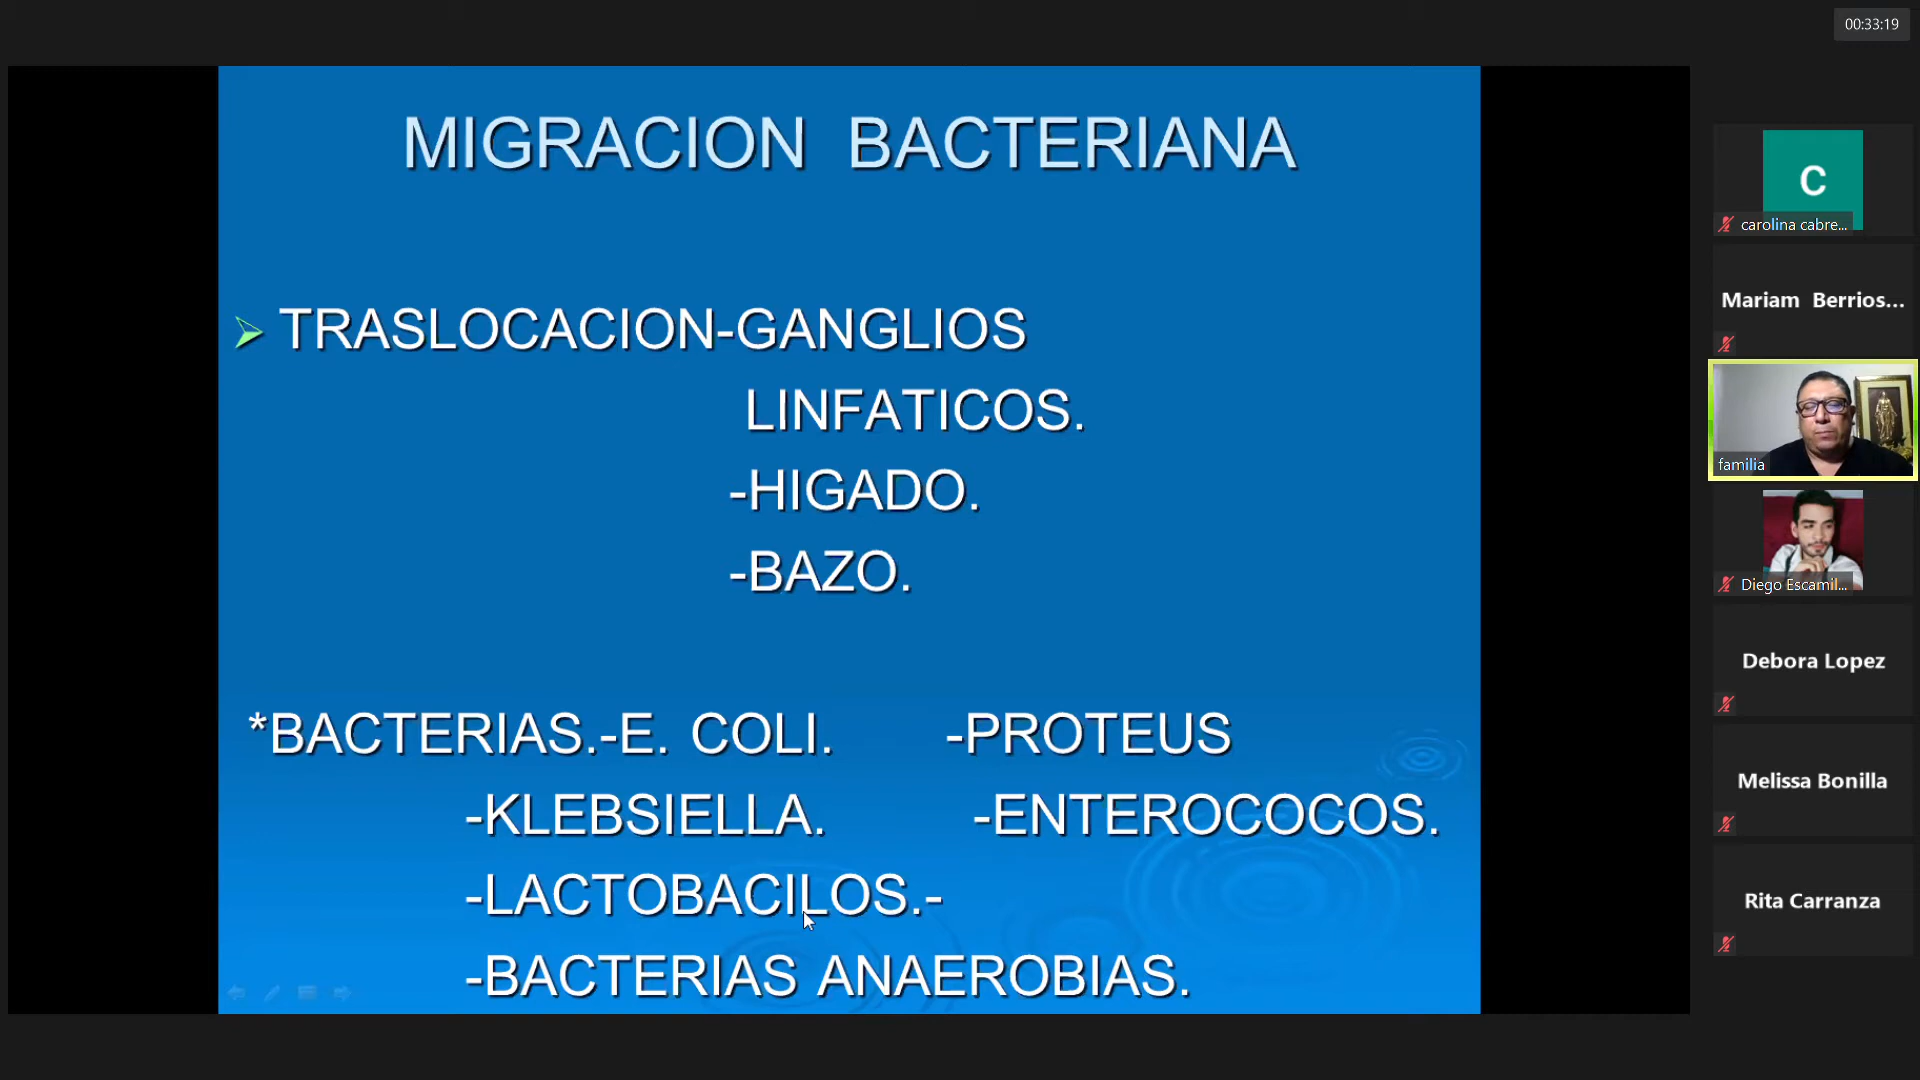 00:33:19
MIGRACION BACTERIANA
TRASLOCACION-GANGLIOS
LINFATICOS.
-HIGADO.
-BAZO.
*BACTERIAS.-E. COLI. -PROTEUS
-KLEBSIELLA. -ENTEROCOCOS.
-LACTOBACILOS.-
-BACTERIAS ANAEROBIAS.
C
carolina cabre...
Mariam Berrios...
familia
Diego Escamil...
Debora Lopez
Melissa Bonilla
Rita Carranza